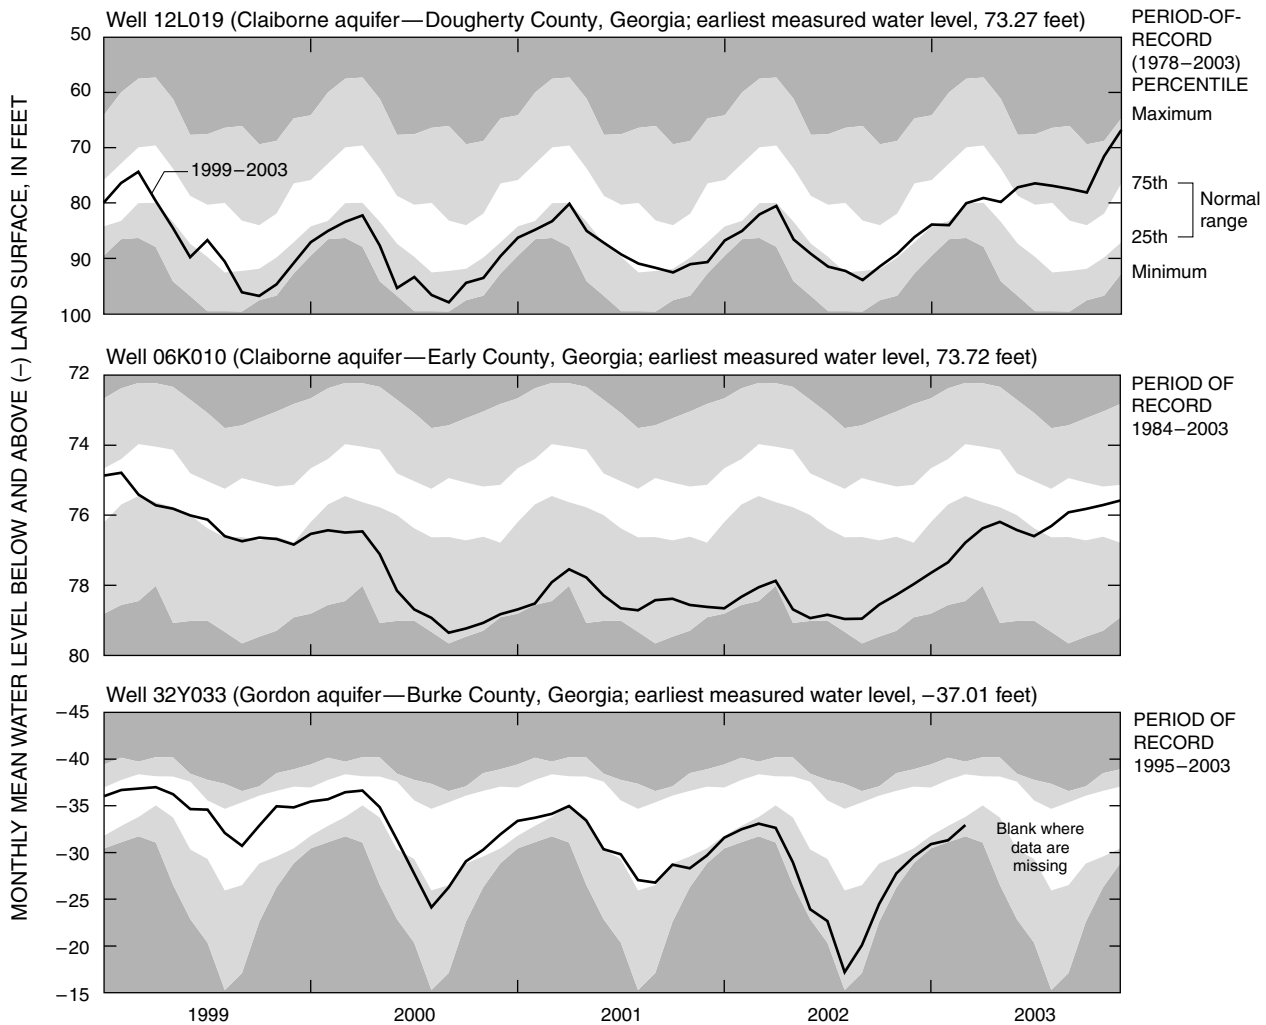 Well 12L019 (Claiborne aquifer—Dougherty County, Georgia; earliest measured water level, 73.27 feet)
PERIOD-OF-
RECORD
(1978–2003)
PERCENTILE
Maximum
75th
Normal
range
25th
Minimum
50
60
70
80
90
100
1999–2003
MONTHLY MEAN WATER LEVEL BELOW AND ABOVE (–) LAND SURFACE, IN FEET
Well 06K010 (Claiborne aquifer—Early County, Georgia; earliest measured water level, 73.72 feet)
PERIOD OF
RECORD
1984–2003
72
74
76
78
80
Well 32Y033 (Gordon aquifer—Burke County, Georgia; earliest measured water level, –37.01 feet)
PERIOD OF
RECORD
1995–2003
–45
–40
–35
–30
–25
–20
–15
Blank where
data are
missing
1999 2000 2001 2002 2003